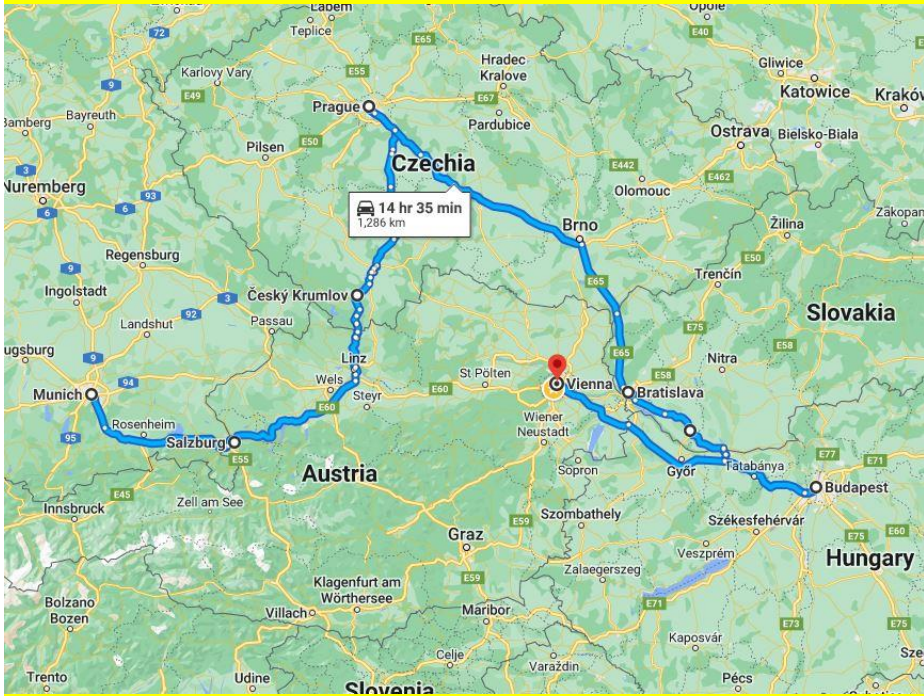 Labem
Opole
Teplice
E65
E40
72
Hradec
Kralove
Gliwice
E55
9
Karlovy Vary
Katowice
E49
Prague
E67
Kraków
Bamberg
Bayreuth
Pardubice
Ostrava
Bielsko-Biala
E50
Pilsen
Czechia
E442
3
93
E462
Nuremberg
Olomouc
Zakopan
6
6
14 hr 35 min
1,286 km
Žilina
Brno
E50
Regensburg
Trenčín
9
E65
Ingolstadt
3
Český Krumlov
Slovakia
92
Landshut
Passau
E75
E58
9
Linz
E65
Nitra
Augsburg
94
Wels
St Pölten
E58
Munich
E60
Vienna
Bratislava
Steyr
E60
Rosenheim
Wiener
Neustadt
95
Salzburg
E77
E55
Sopron
Győr
Tatabánya
E71
Austria
Budapest
E45
Zell am See
Innsbruck
Szombathely
Székesfehérvár
E59
E60
Graz
Veszprém
Hungary
Zalaegerszeg
E59
Klagenfurt am
Wörthersee
E71
Bolzano
Bozen
Villach
Maribor
E73
E75
Kaposvár
Celje
Szeg
Trento
Udine
Varaždin
Pécs
Slovenia